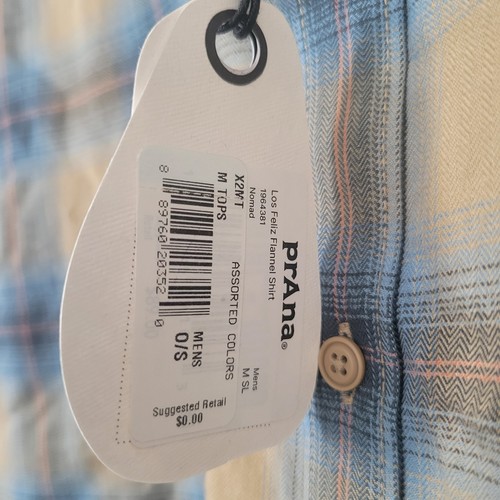 prAna®
Los Feliz Flannel Shirt
1964381
Nomad
Mens
M SL
X2MT
M TOPS
ASSORTED COLORS
8 89760 20352 0
MENS
O/S
Suggested Retail
$0.00